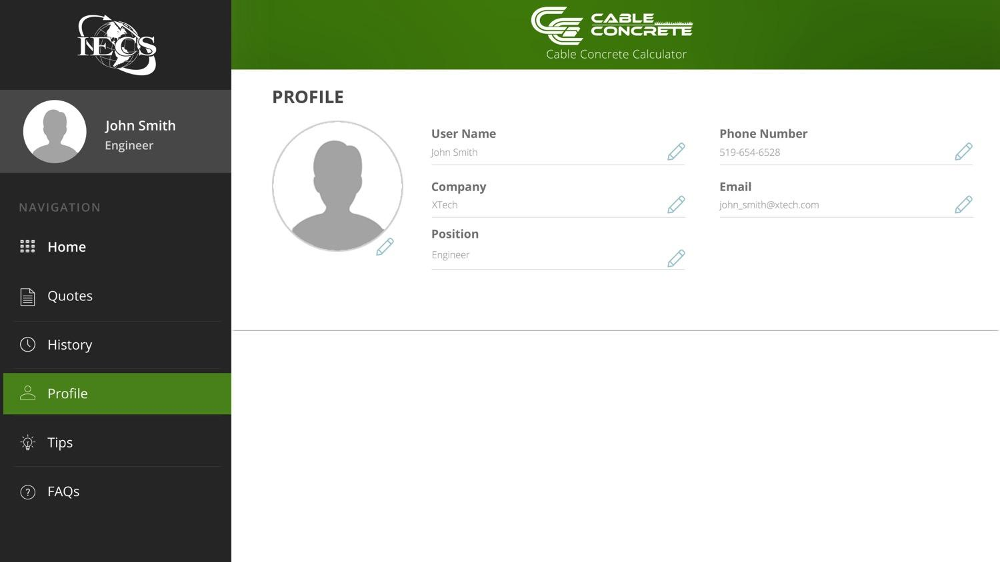 IECS
CABLE
CONCRETE
Cable Concrete Calculator
John Smith
Engineer
NAVIGATION
Home
Quotes
History
Profile
Tips
FAQs
PROFILE
User Name
John Smith
Phone Number
519-654-6528
Company
XTech
Email
john_smith@xtech.com
Position
Engineer